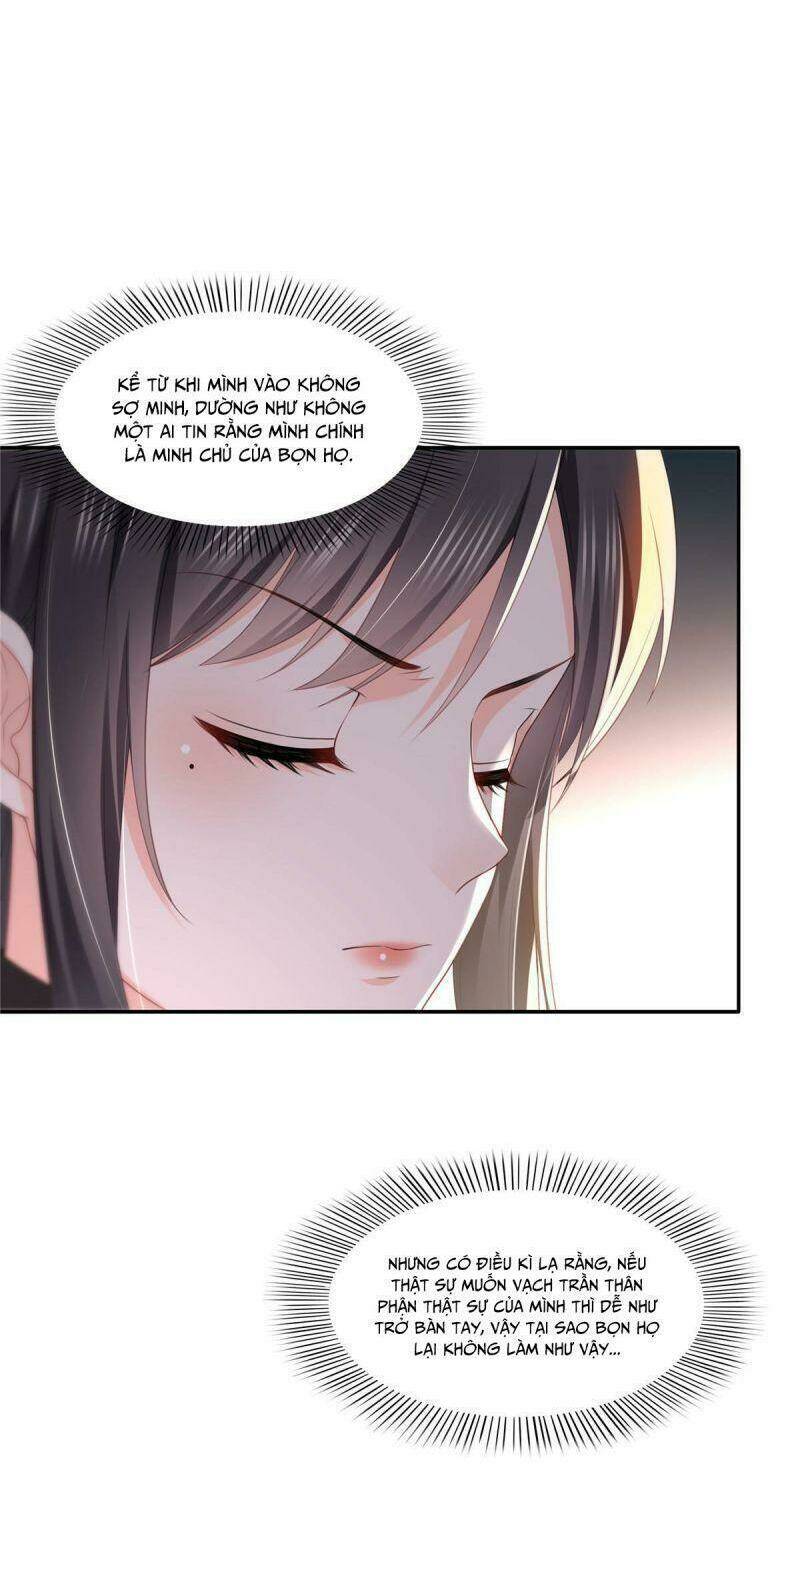 KỂ TỪ KHI MÌNH VÀO KHÔNG
SỢ MINH, DƯỜNG NHƯ KHÔNG
MỘT AI TIN RẰNG MÌNH CHÍNH
LÀ MINH CHỦ CỦA BỌN HỌ.
NHƯNG CÓ ĐIỀU KÌ LẠ RẰNG, NẾU
THẬT SỰ MUỐN VẠCH TRẦN THÂN
PHẬN THẬT SỰ CỦA MÌNH THÌ DỄ NHƯ
TRỞ BÀN TAY, VẬY TẠI SAO BỌN HỌ
LẠI KHÔNG LÀM NHƯ VẬY...